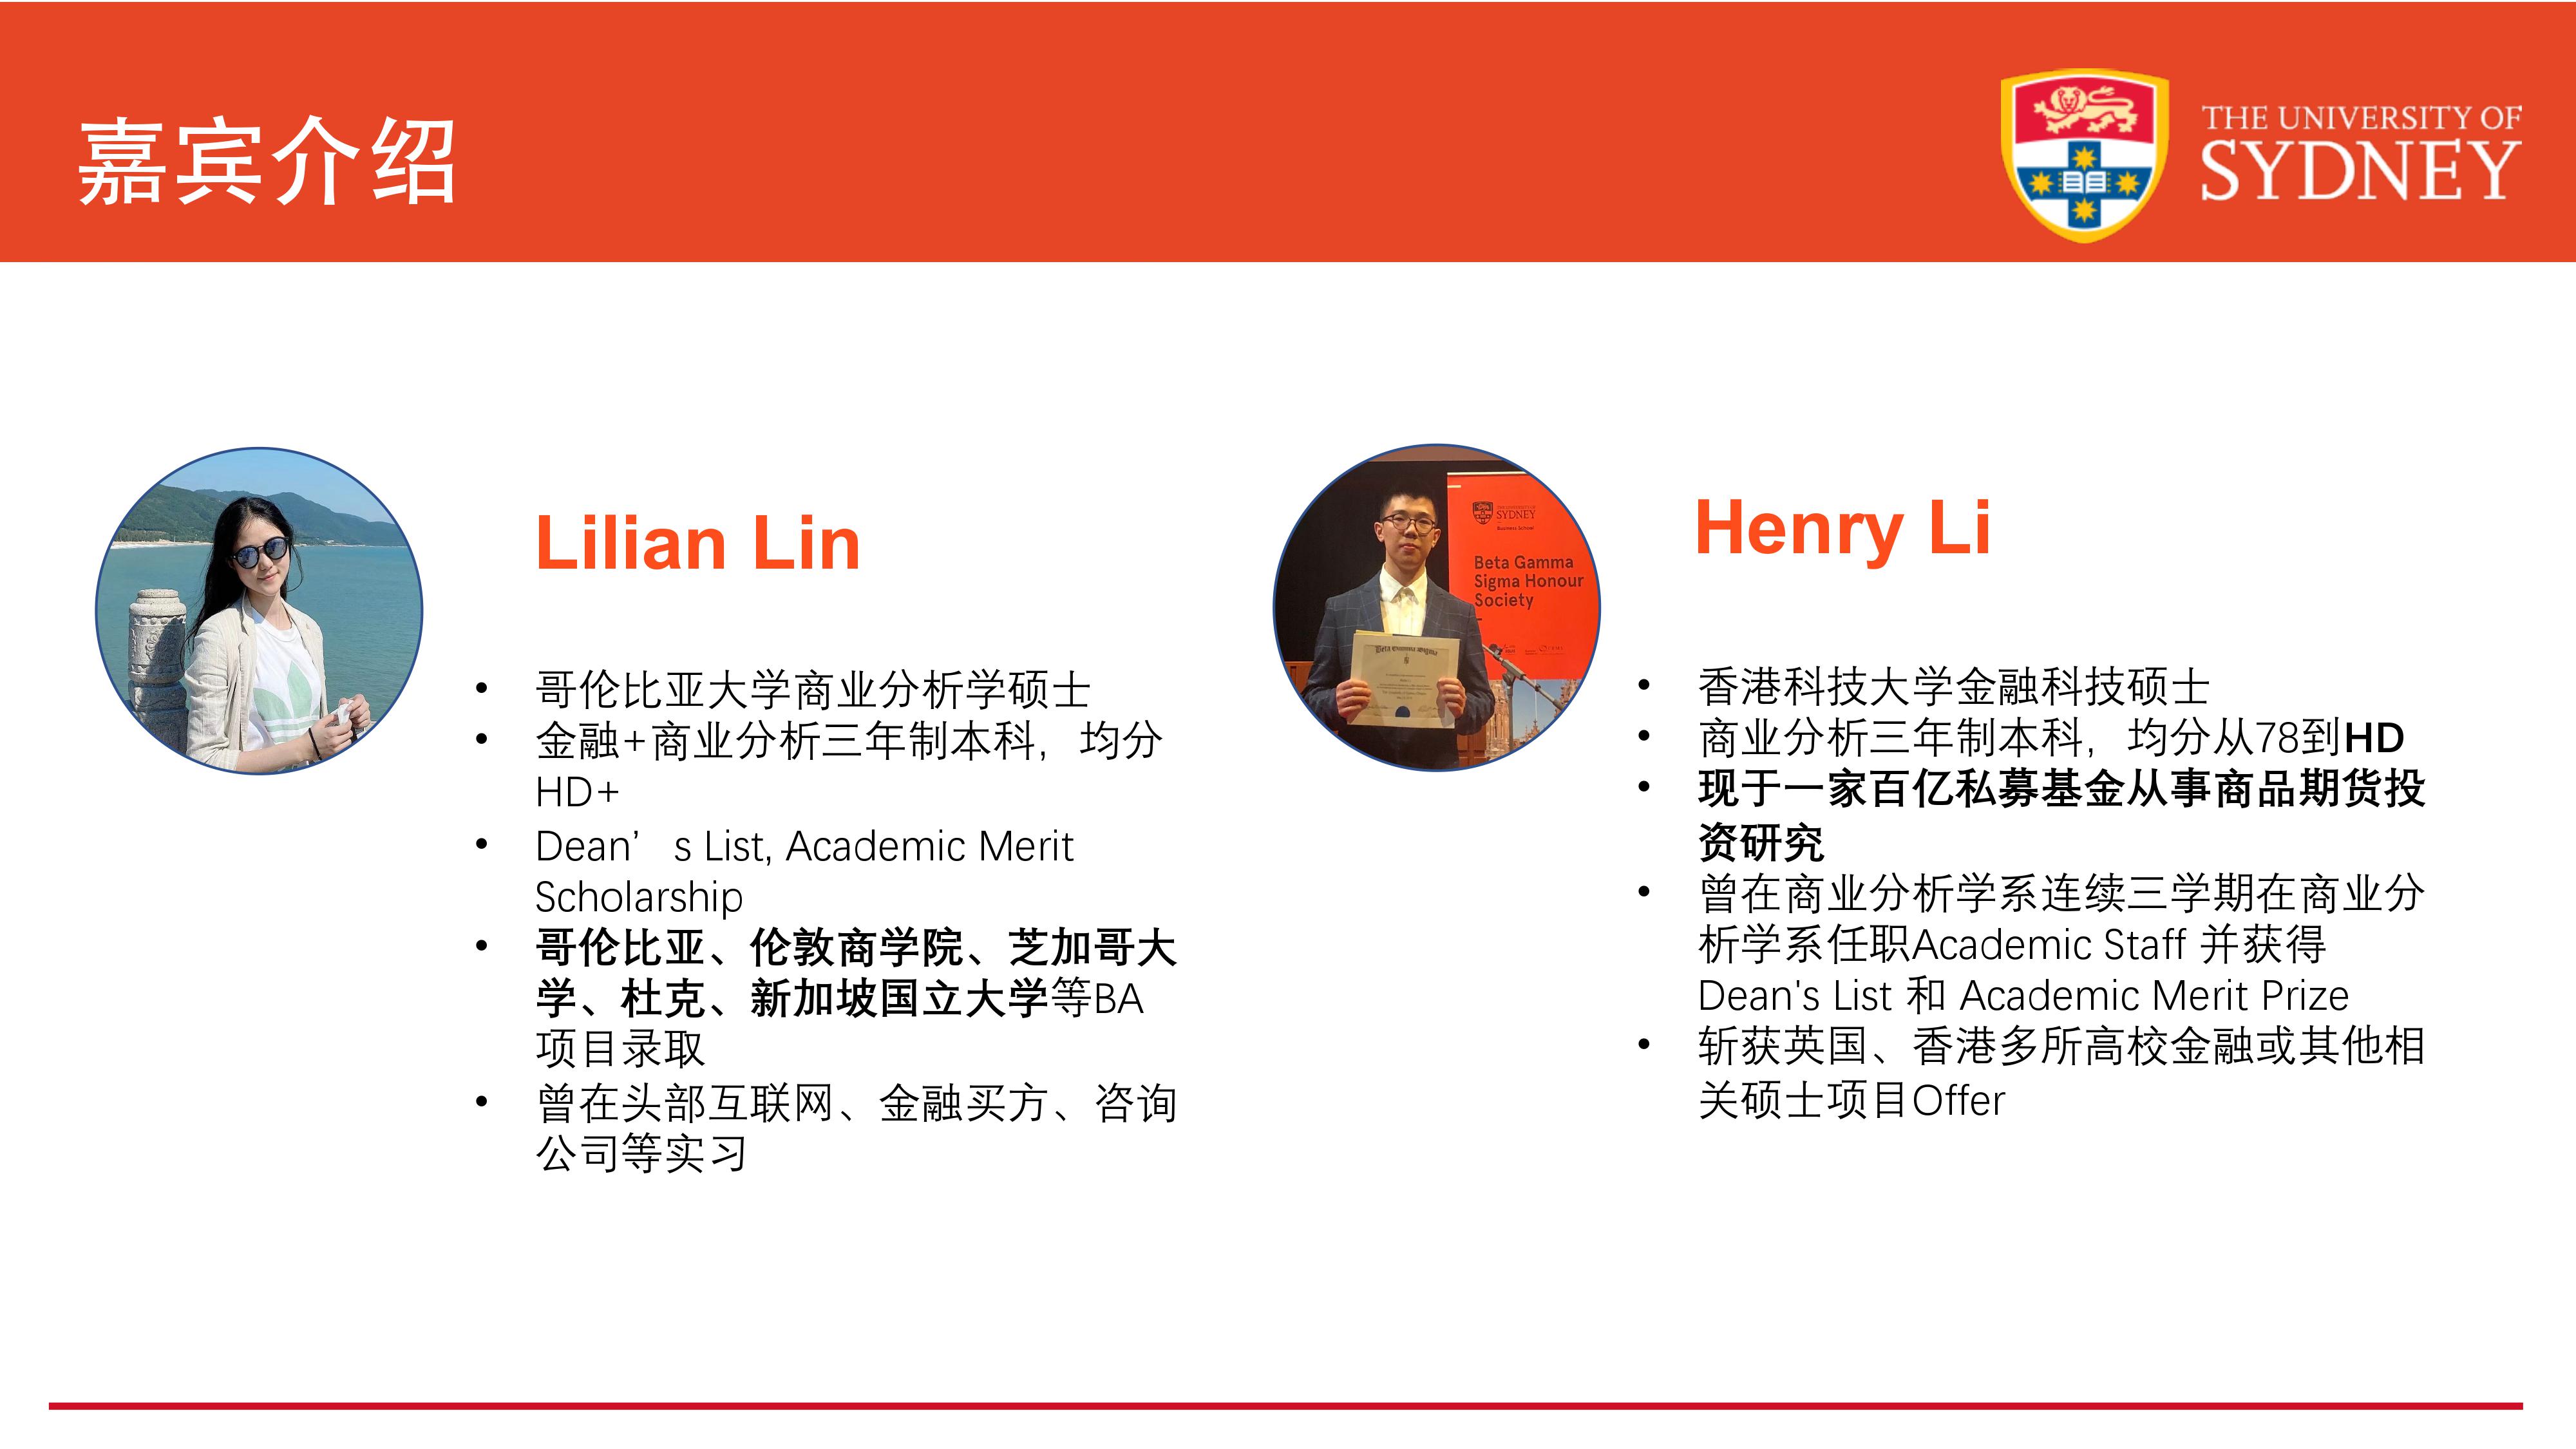 嘉宾介绍
THE UNIVERSITY OF
SYDNEY
Lilian Lin
• 哥伦比亚大学商业分析学硕士
• 金融+商业分析三年制本科，均分
HD+
• Dean’s List, Academic Merit
Scholarship
• 哥伦比亚、伦敦商学院、芝加哥大
学、杜克、新加坡国立大学等BA
项目录取
• 曾在头部互联网、金融买方、咨询
公司等实习
SYDNEY
Business School
Beta Gamma
Sigma Honour
Society
Beta Gamma Sigma
Henry Li
• 香港科技大学金融科技硕士
• 商业分析三年制本科，均分从78到HD
• 现于一家百亿私募基金从事商品期货投
资研究
• 曾在商业分析学系连续三学期在商业分
析学系任职Academic Staff 并获得
Dean's List 和 Academic Merit Prize
• 斩获英国、香港多所高校金融或其他相
关硕士项目Offer